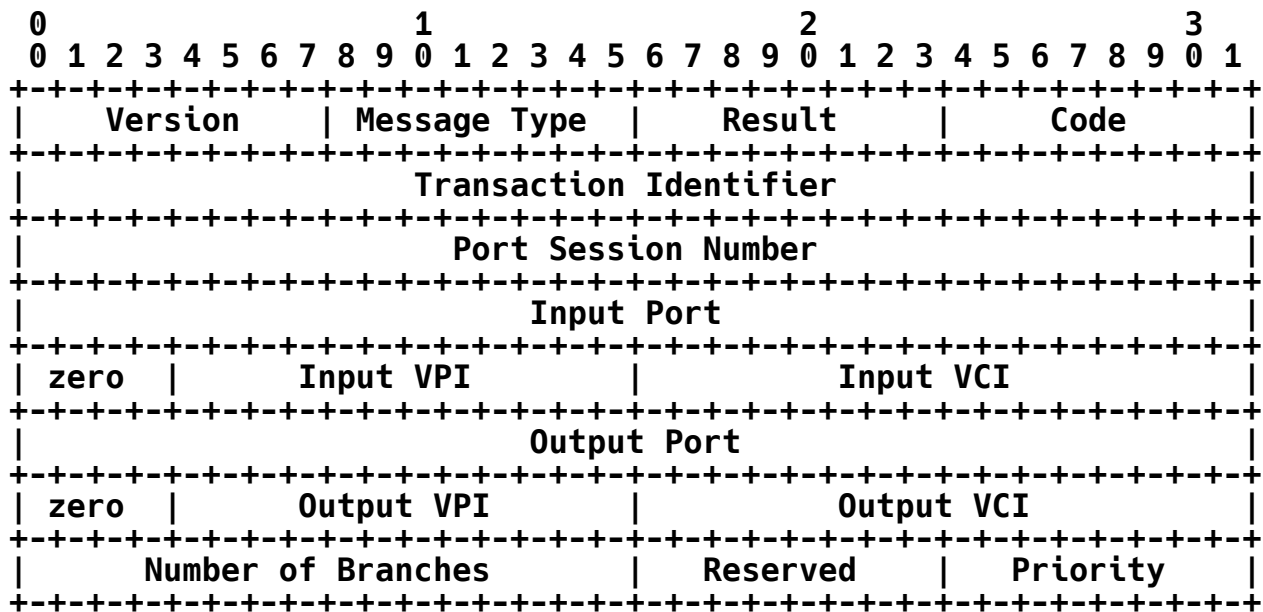 0                   1                   2                   3
 0 1 2 3 4 5 6 7 8 9 0 1 2 3 4 5 6 7 8 9 0 1 2 3 4 5 6 7 8 9 0 1
+-+-+-+-+-+-+-+-+-+-+-+-+-+-+-+-+-+-+-+-+-+-+-+-+-+-+-+-+-+-+-+-+
|    Version    | Message Type  |    Result     |     Code      |
+-+-+-+-+-+-+-+-+-+-+-+-+-+-+-+-+-+-+-+-+-+-+-+-+-+-+-+-+-+-+-+-+
|                    Transaction Identifier                     |
+-+-+-+-+-+-+-+-+-+-+-+-+-+-+-+-+-+-+-+-+-+-+-+-+-+-+-+-+-+-+-+-+
|                      Port Session Number                      |
+-+-+-+-+-+-+-+-+-+-+-+-+-+-+-+-+-+-+-+-+-+-+-+-+-+-+-+-+-+-+-+-+
|                          Input Port                           |
+-+-+-+-+-+-+-+-+-+-+-+-+-+-+-+-+-+-+-+-+-+-+-+-+-+-+-+-+-+-+-+-+
| zero  |      Input VPI        |          Input VCI            |
+-+-+-+-+-+-+-+-+-+-+-+-+-+-+-+-+-+-+-+-+-+-+-+-+-+-+-+-+-+-+-+-+
|                          Output Port                          |
+-+-+-+-+-+-+-+-+-+-+-+-+-+-+-+-+-+-+-+-+-+-+-+-+-+-+-+-+-+-+-+-+
| zero  |      Output VPI       |          Output VCI           |
+-+-+-+-+-+-+-+-+-+-+-+-+-+-+-+-+-+-+-+-+-+-+-+-+-+-+-+-+-+-+-+-+
|      Number of Branches       |   Reserved    |   Priority    |
+-+-+-+-+-+-+-+-+-+-+-+-+-+-+-+-+-+-+-+-+-+-+-+-+-+-+-+-+-+-+-+-+